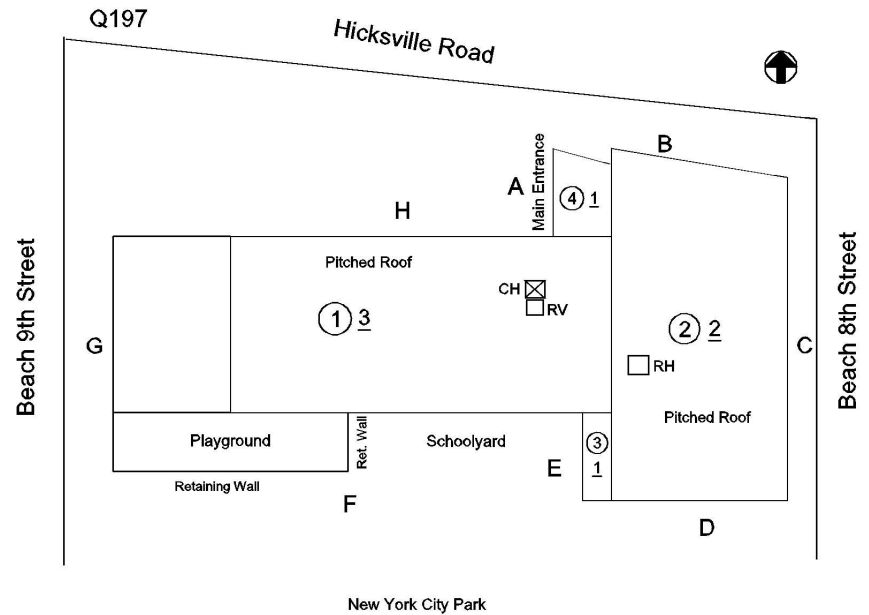 Q197
Hicksville Road
B
A
Main Entrance
4 1
H
Pitched Roof
CH
RV
1 3
2 2
Beach 9th Street
G
C
Beach 8th Street
RH
Pitched Roof
Playground
Ret. Wall
Schoolyard
3
1
E
Retaining Wall
F
D
New York City Park